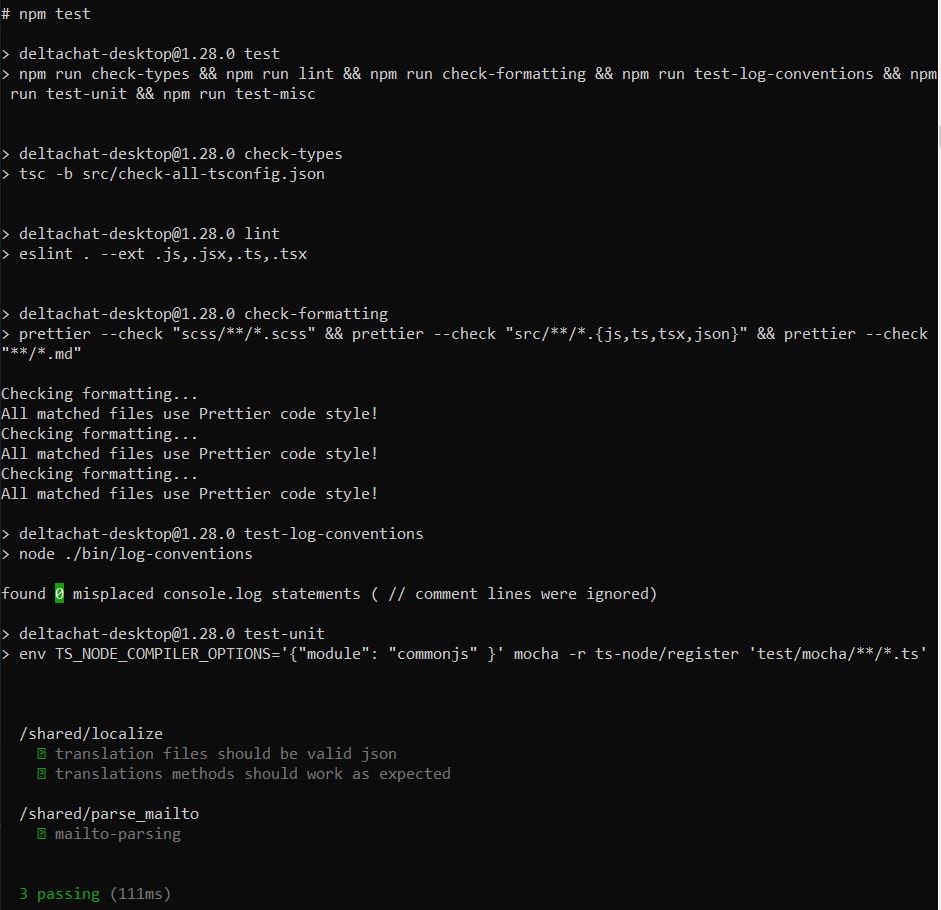 # npm test
> deltachat-desktop@1.28.0 test
> npm run check-types && npm run lint && npm run check-formatting && npm run test-log-conventions && npm
run test-unit && npm run test-misc
> deltachat-desktop@1.28.0 check-types
> tsc -b src/check-all-tsconfig.json
> deltachat-desktop@1.28.0 lint
> eslint . --ext .js,.jsx,.ts,.tsx
> deltachat-desktop@1.28.0 check-formatting
> prettier --check "scss/**/*.scss" && prettier --check "src/**/*.{js,ts,tsx,json}" && prettier --check
"**/*.md"
Checking formatting...
All matched files use Prettier code style!
Checking formatting...
All matched files use Prettier code style!
Checking formatting...
All matched files use Prettier code style!
> deltachat-desktop@1.28.0 test-log-conventions
> node ./bin/log-conventions
found 0 misplaced console.log statements ( // comment lines were ignored)
> deltachat-desktop@1.28.0 test-unit
> env TS_NODE_COMPILER_OPTIONS='{"module": "commonjs" }' mocha -r ts-node/register 'test/mocha/**/*.ts'
/shared/localize
translation files should be valid json
translations methods should work as expected
/shared/parse_mailto
mailto-parsing
3 passing (111ms)